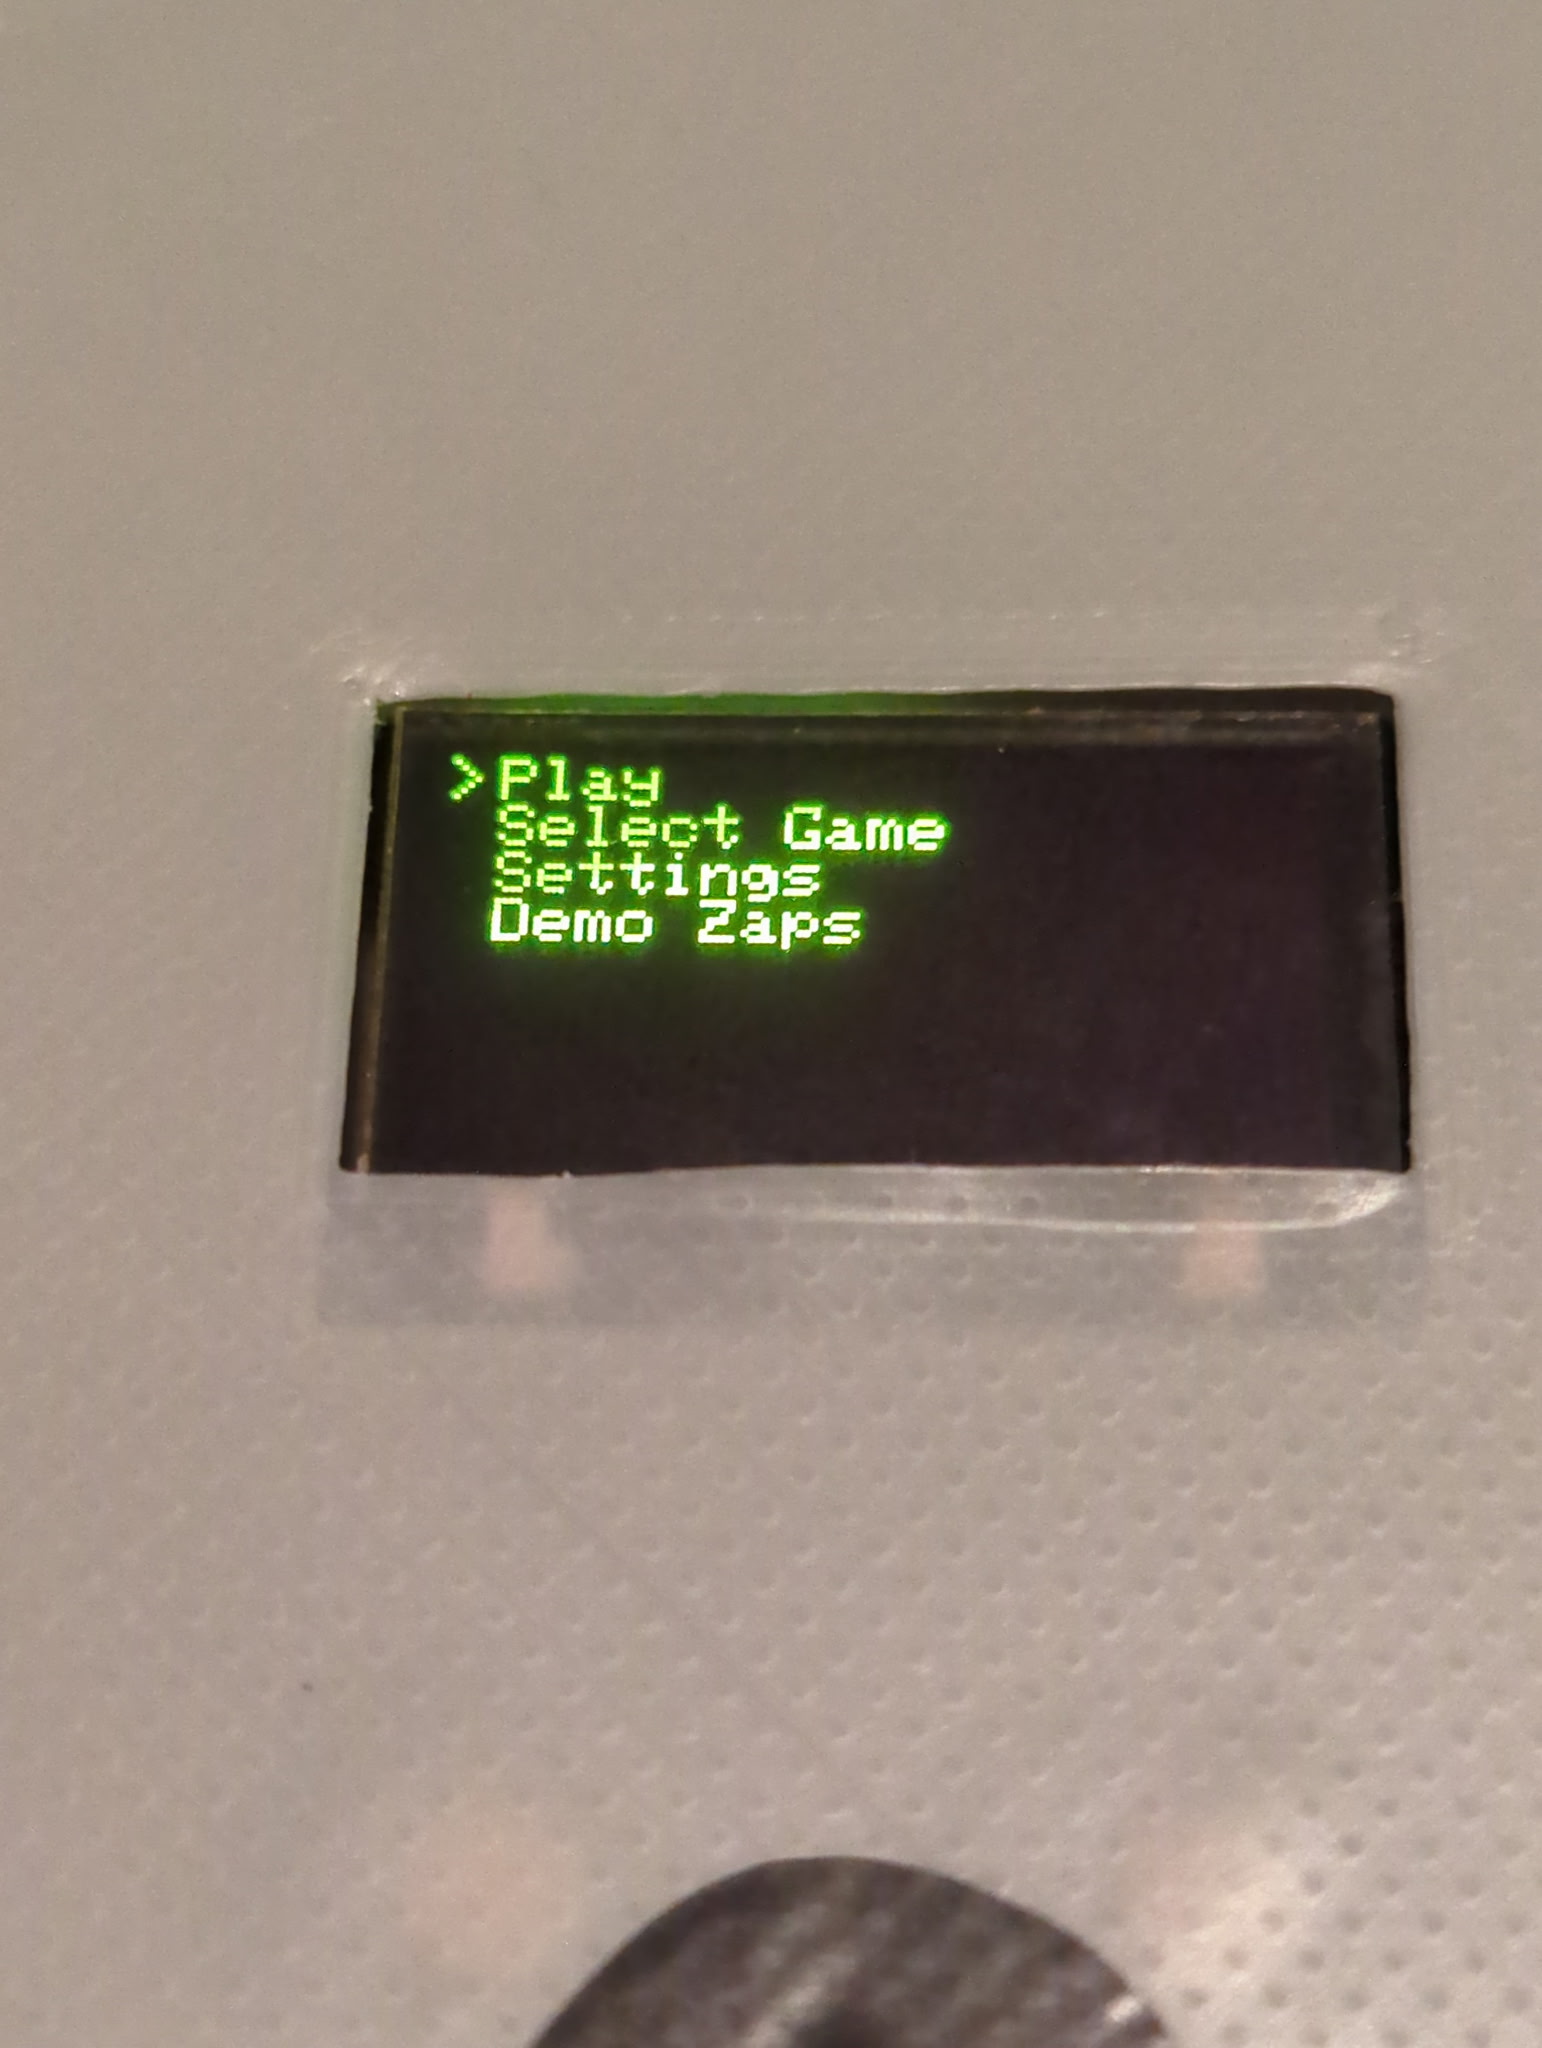 >Play
Select Game
Settings
Demo Zaps